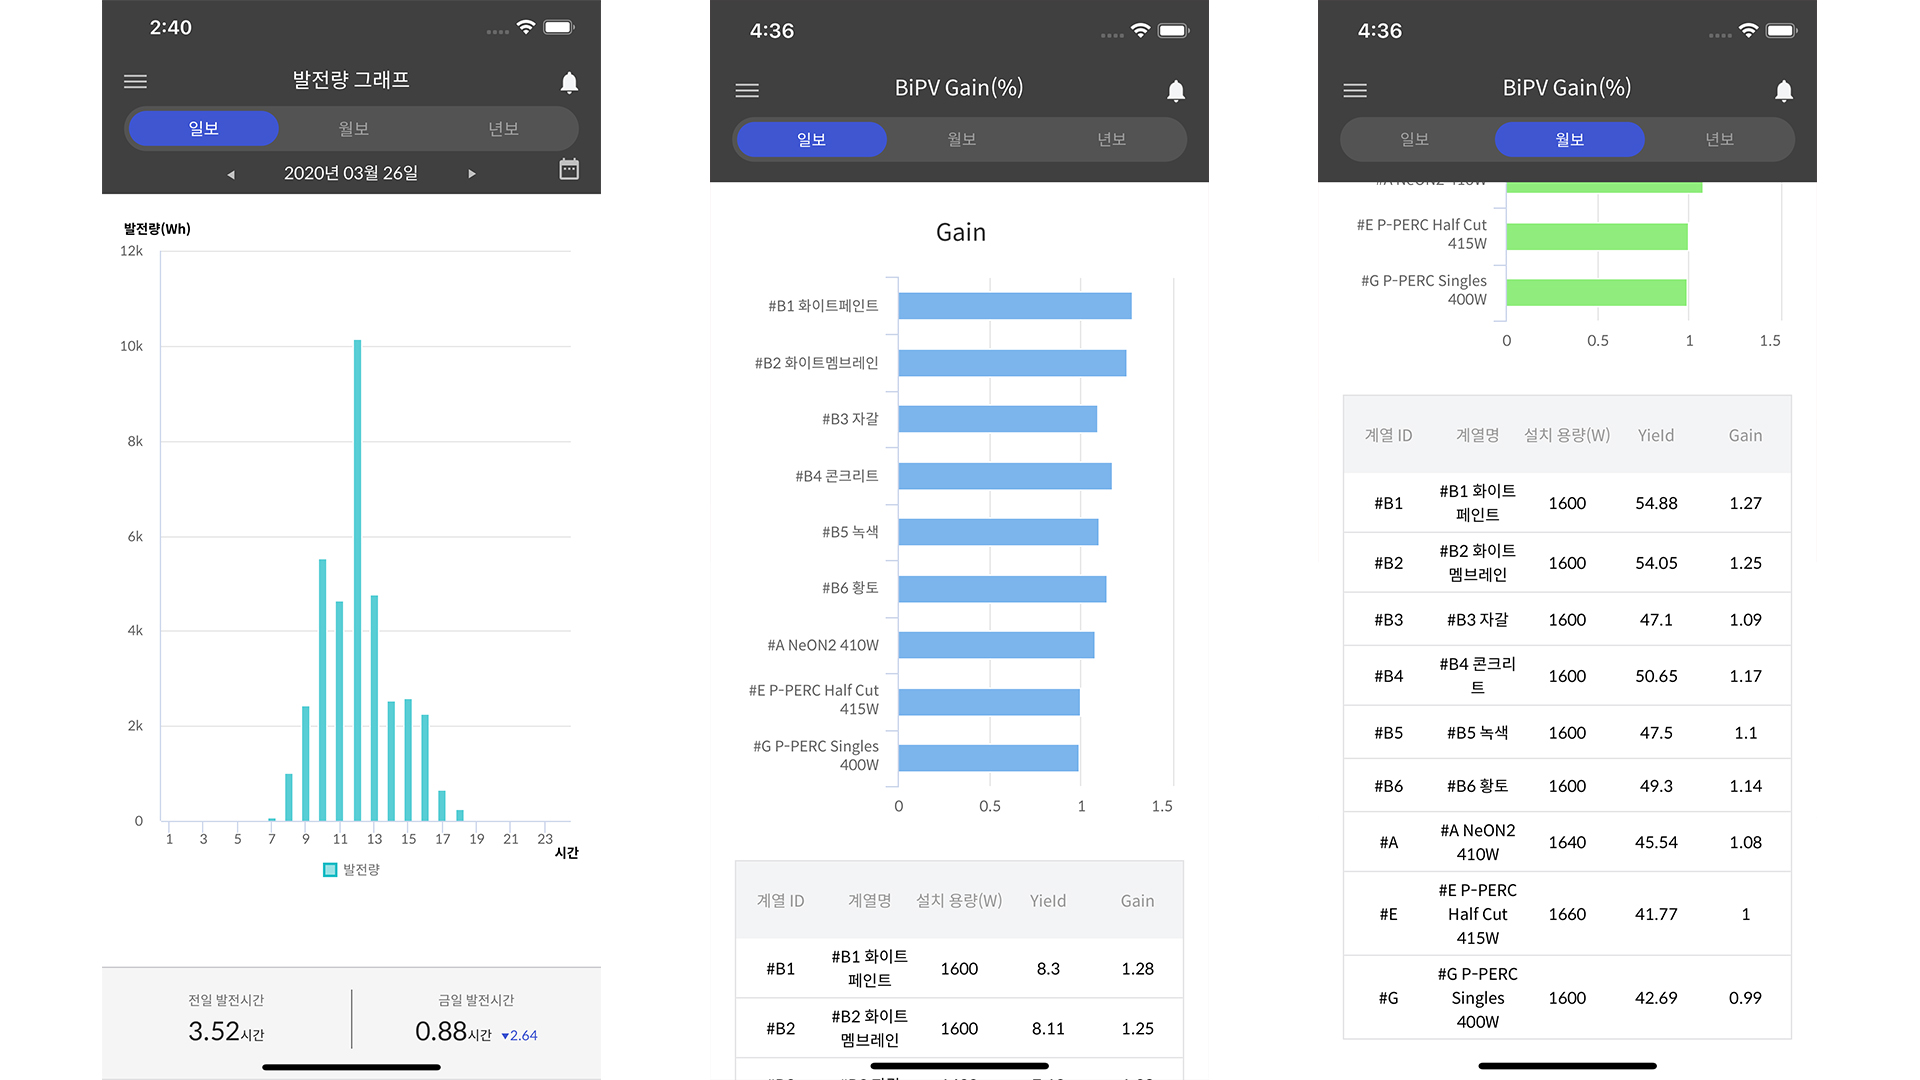 2:40
발전량 그래프
일보 월보 년보
2020년 03월 26일
발전량(Wh)
12k
10k
8k
6k
4k
2k
0
1 3 5 7 9 11 13 15 17 19 21 23
시간
발전량
전일 발전시간
3.52시간
금일 발전시간
0.88시간 ▼2.64
4:36
BiPV Gain(%)
일보 월보 년보
Gain
#B1 화이트페인트
#B2 화이트멤브레인
#B3 자갈
#B4 콘크리트
#B5 녹색
#B6 황토
#A NeON2 410W
#E P-PERC Half Cut
415W
#G P-PERC Singles
400W
0 0.5 1 1.5
계열 ID 계열명 설치 용량(W) Yield Gain
#B1 #B1 화이트
페인트 1600 8.3 1.28
#B2 #B2 화이트
멤브레인 1600 8.11 1.25
4:36
BiPV Gain(%)
일보 월보 년보
#A NeON2 410W
#E P-PERC Half Cut
415W
#G P-PERC Singles
400W
0 0.5 1 1.5
계열 ID 계열명 설치 용량(W) Yield Gain
#B1 #B1 화이트
페인트 1600 54.88 1.27
#B2 #B2 화이트
멤브레인 1600 54.05 1.25
#B3 #B3 자갈 1600 47.1 1.09
#B4 #B4 콘크리
트 1600 50.65 1.17
#B5 #B5 녹색 1600 47.5 1.1
#B6 #B6 황토 1600 49.3 1.14
#A #A NeON2
410W 1640 45.54 1.08
#E #E P-PERC
Half Cut
415W 1660 41.77 1
#G #G P-PERC
Singles
400W 1600 42.69 0.99